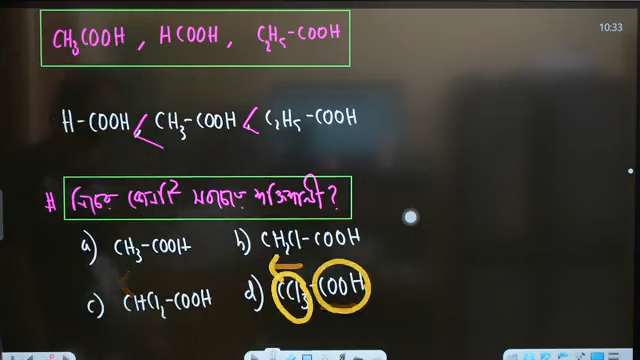 CH₃COOH , HCOOH , C₂H₅-COOH
10:33
H-COOH < CH₃-COOH < C₂H₅-COOH
# নিচের কোনটি সবচেয়ে শক্তিশালী ?
a) CH₃-COOH b) CH₂Cl-COOH
c) CHCl₂-COOH d) CCl₃-COOH